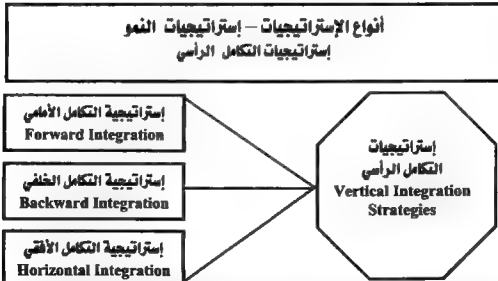 أنواع الإستراتيجيات – إستراتيجيات النمو
إستراتيجيات التكامل الرأسي
إستراتيجية التكامل الأمامي
Forward Integration
إستراتيجية التكامل الخلفي
Backward Integration
إستراتيجية التكامل الأفقي
Horizontal Integration
إستراتيجيات
التكامل الرأسي
Vertical Integration
Strategies